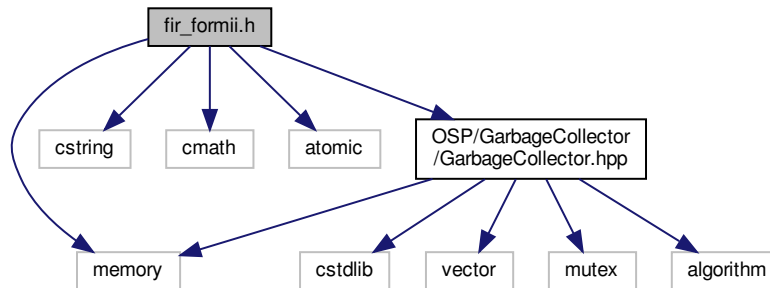 fir_formii.h
cstring
cmath
atomic
OSP/GarbageCollector
/GarbageCollector.hpp
memory
cstdlib
vector
mutex
algorithm